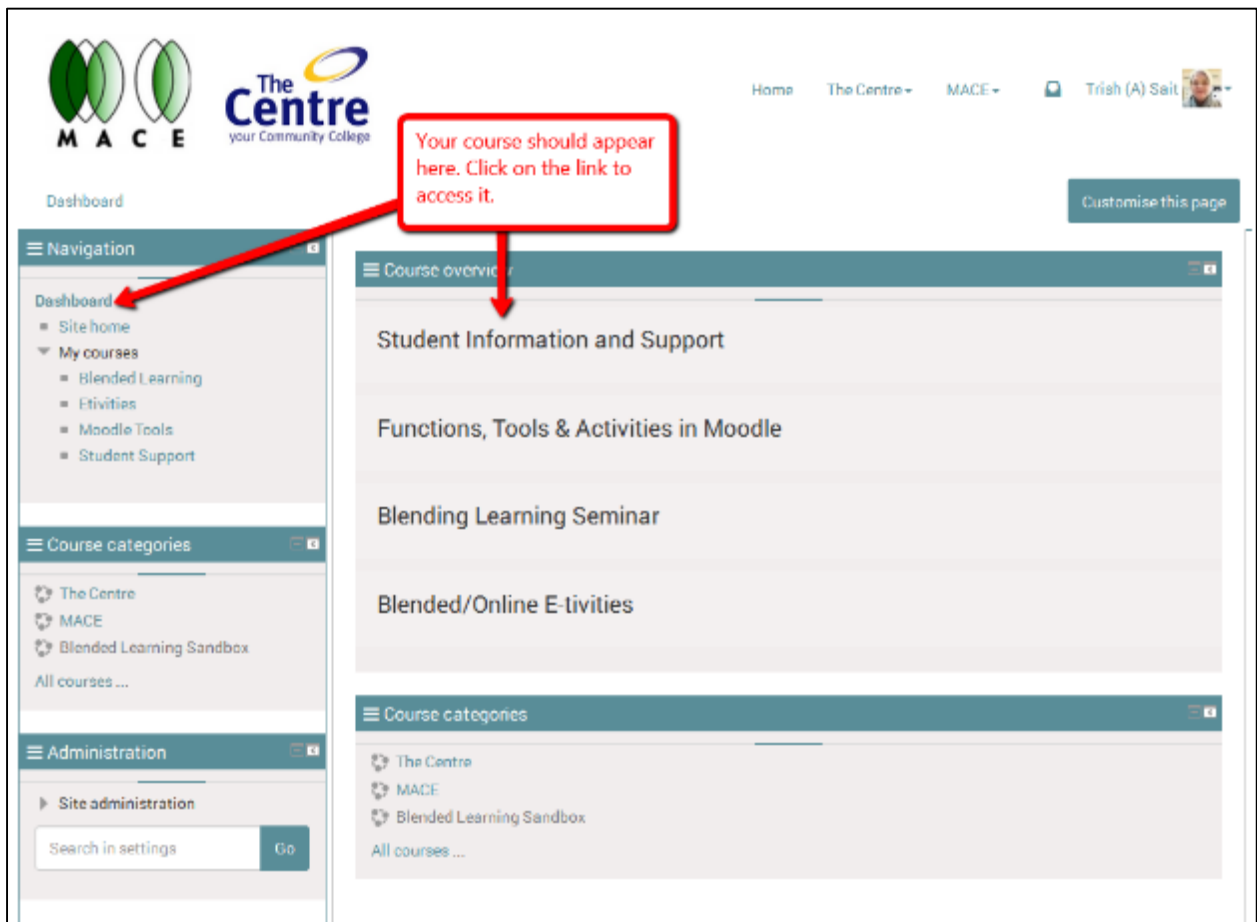 MACE
The
Centre
your Community College
Home The Centre MACE Trish (A) Sait
Your course should appear
here. Click on the link to
access it.
Dashboard
Customise this page
Navigation
Dashboard
Site home
My courses
Blended Learning
Etivities
Moodle Tools
Student Support
Course categories
The Centre
MACE
Blended Learning Sandbox
All courses ...
Administration
Site administration
Search in settings Go
Course overview
Student Information and Support
Functions, Tools & Activities in Moodle
Blending Learning Seminar
Blended/Online E-tivities
Course categories
The Centre
MACE
Blended Learning Sandbox
All courses ...